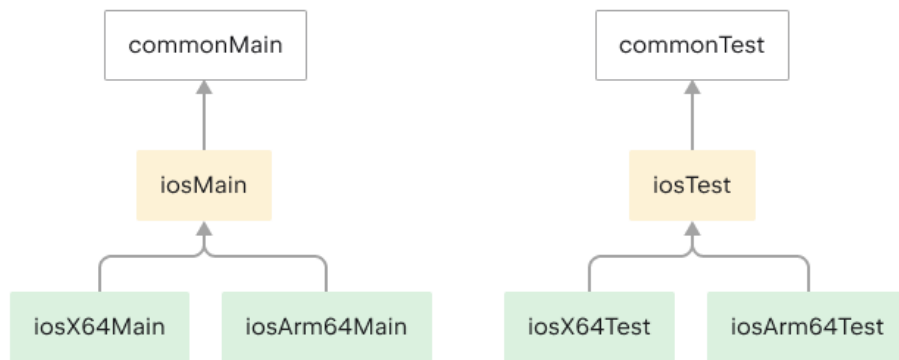 commonMain
commonTest
iosMain
iosTest
iosX64Main
iosArm64Main
iosX64Test
iosArm64Test